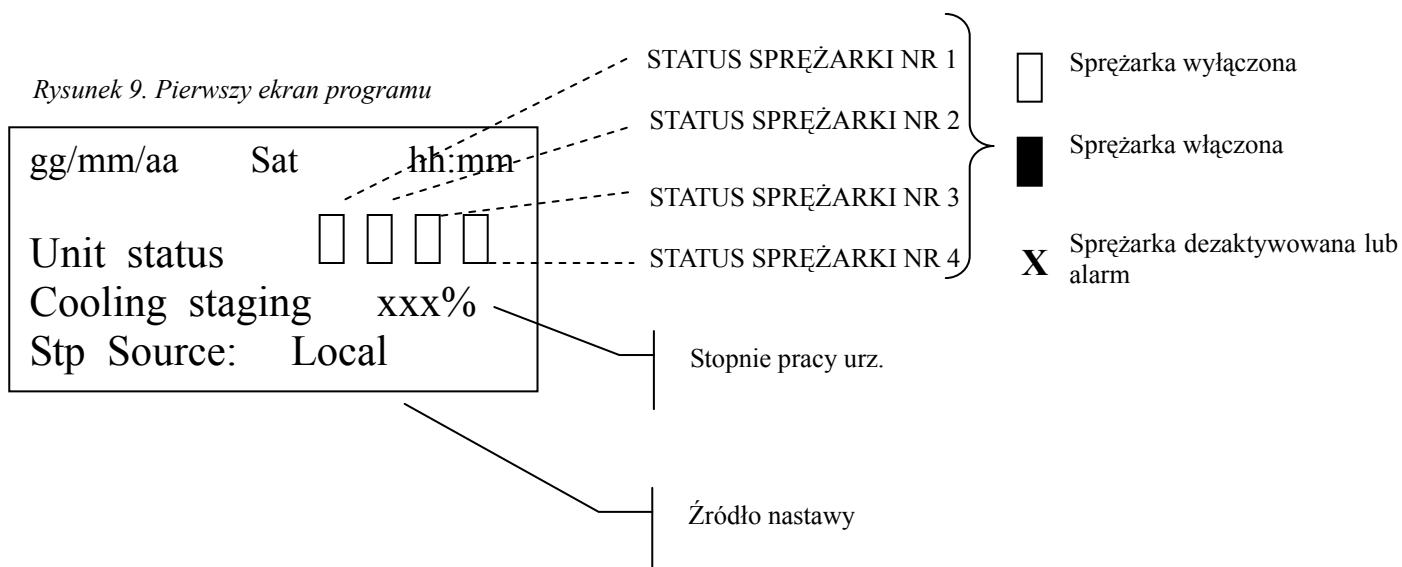 Rysunek 9. Pierwszy ekran programu
gg/mm/aa Sat hh:mm
Unit status
Cooling staging xxx%
Stp Source: Local
STATUS SPRĘŻARKI NR 1
STATUS SPRĘŻARKI NR 2
STATUS SPRĘŻARKI NR 3
STATUS SPRĘŻARKI NR 4
Sprężarka wyłączona
Sprężarka włączona
X Sprężarka dezaktywowana lub
alarm
Stopnie pracy urz.
Źródło nastawy